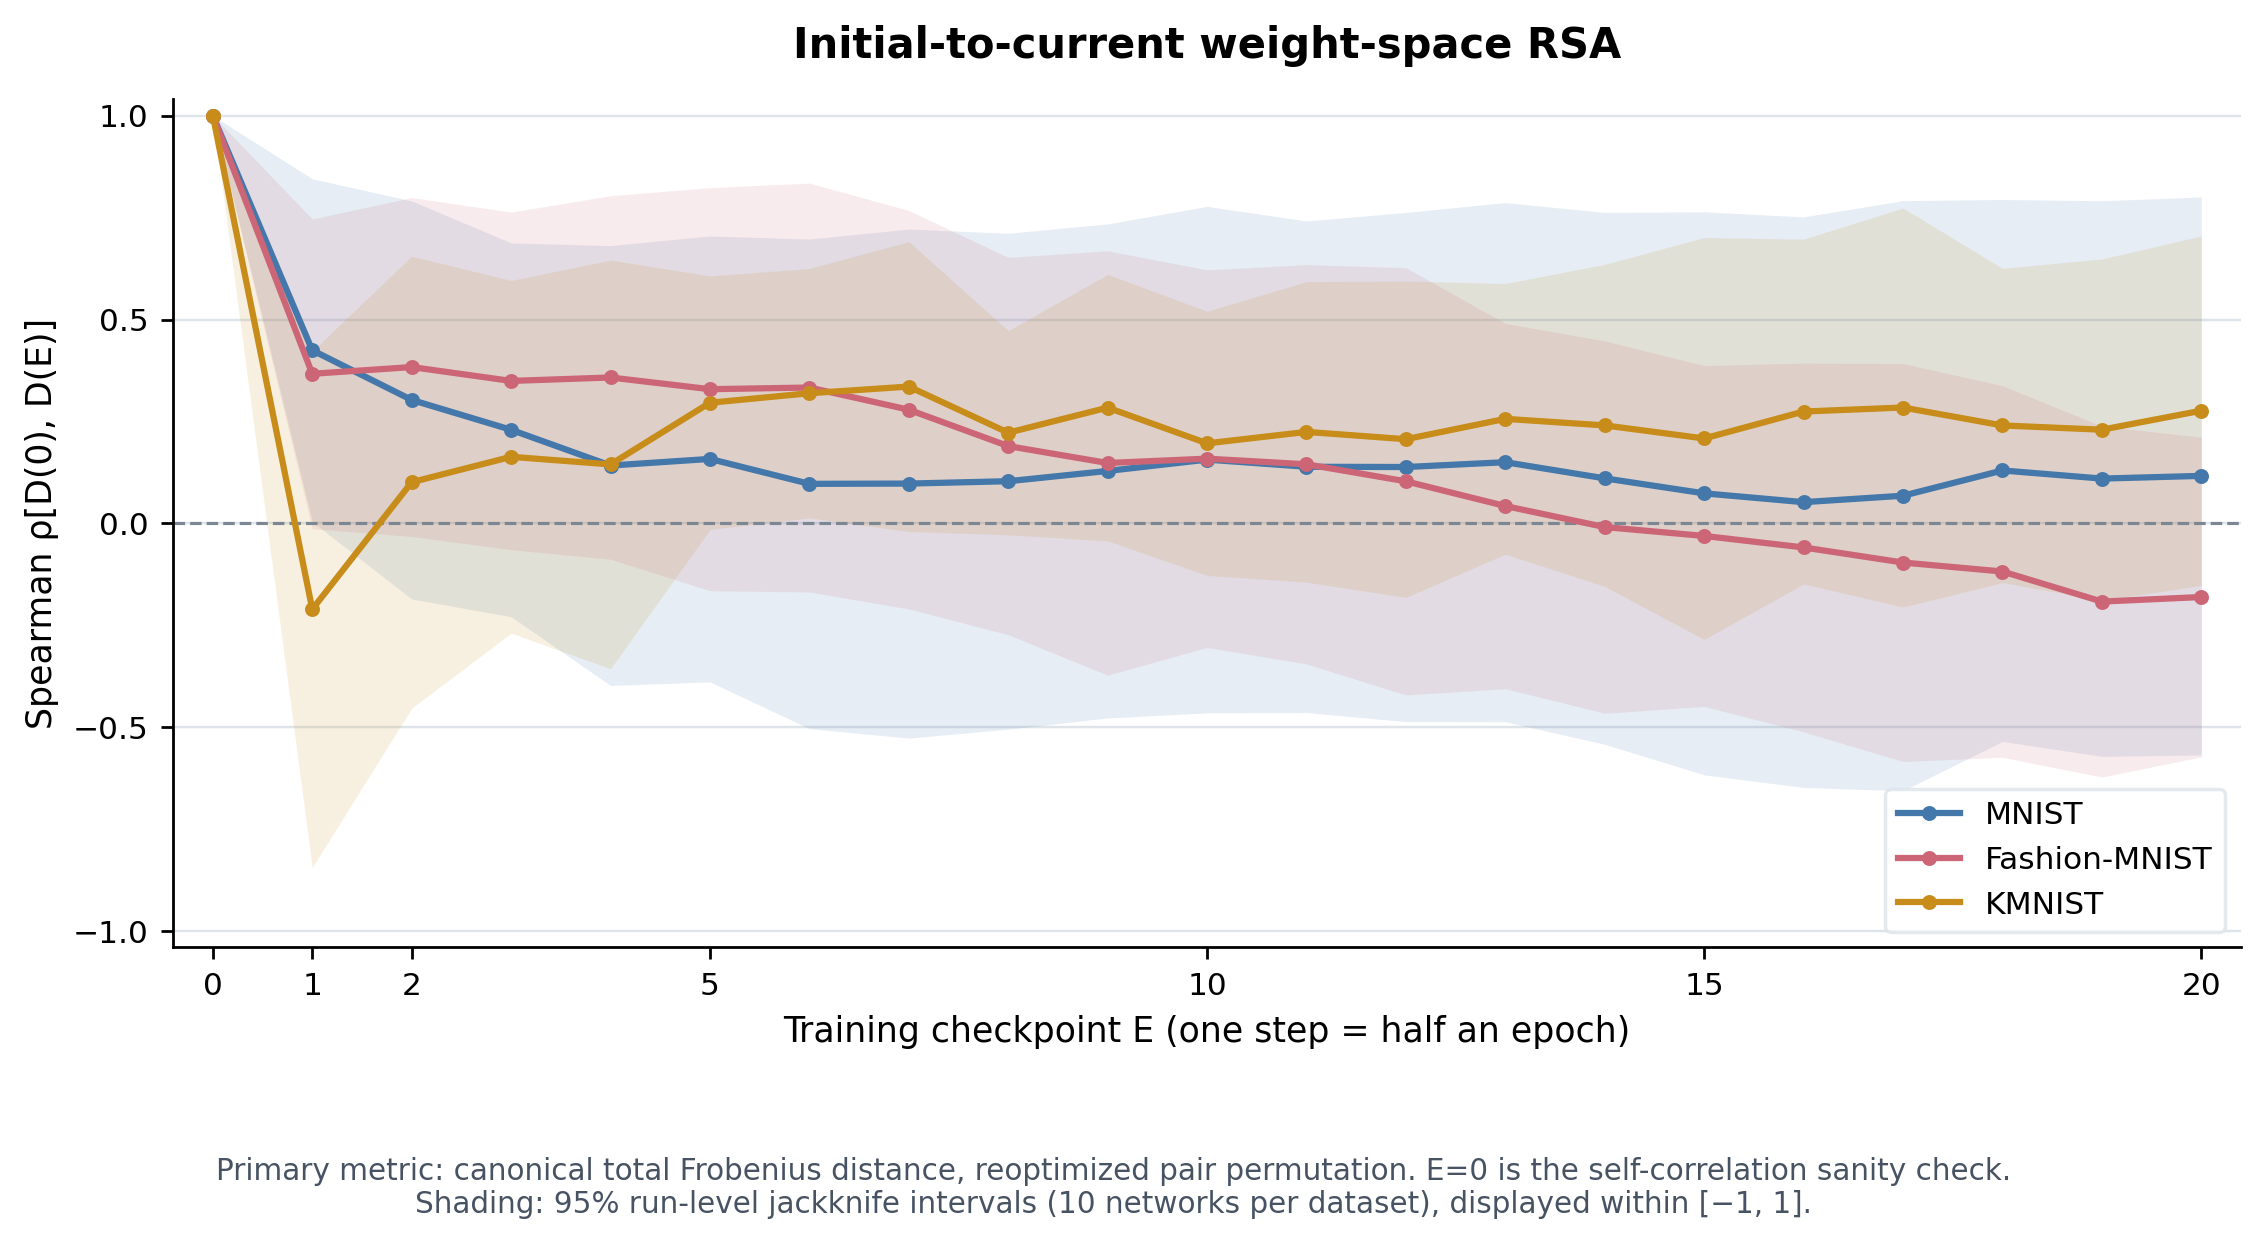 Initial-to-current weight-space RSA
Spearman ρ[D(0), D(E)]
1.0
0.5
0.0
−0.5
−1.0
0 1 2 5 10 15 20
Training checkpoint E (one step = half an epoch)
MNIST
Fashion-MNIST
KMNIST
Primary metric: canonical total Frobenius distance, reoptimized pair permutation. E=0 is the self-correlation sanity check.
Shading: 95% run-level jackknife intervals (10 networks per dataset), displayed within [−1, 1].